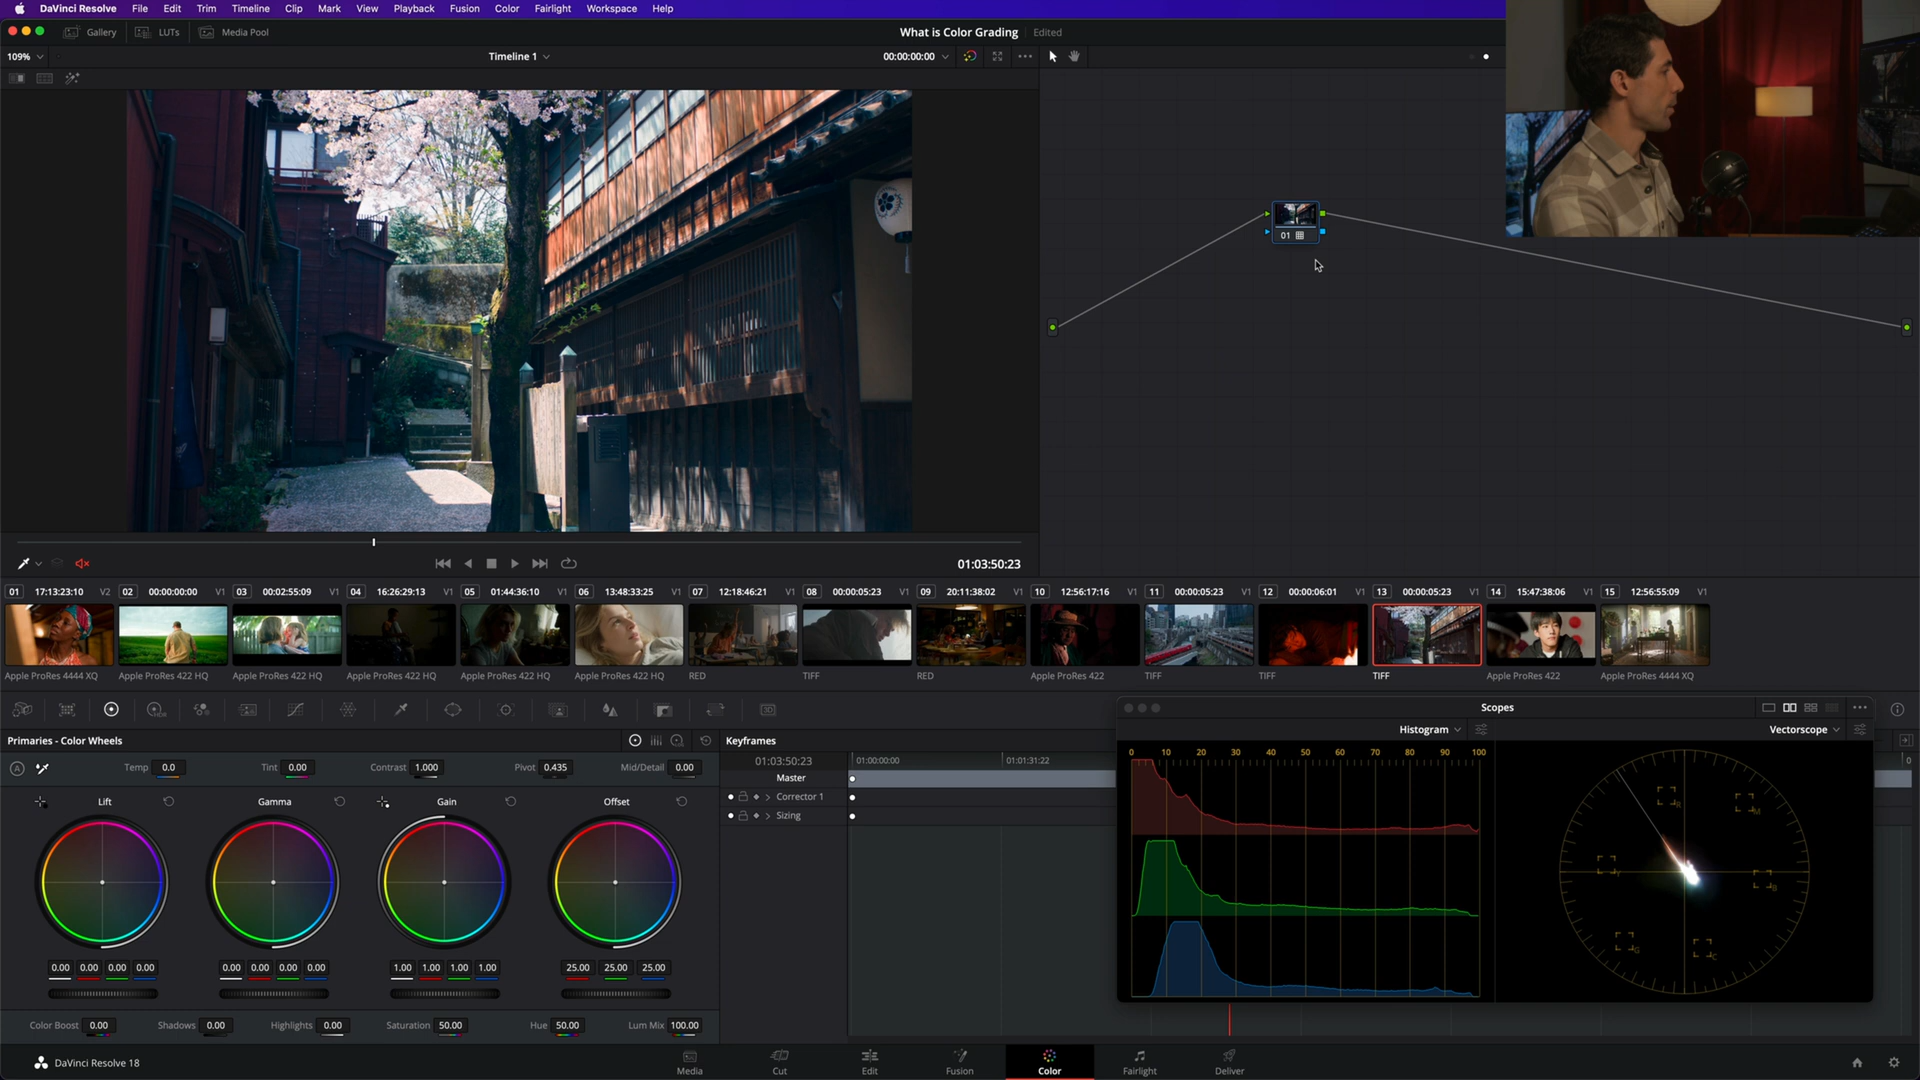 DaVinci Resolve File Edit Trim Timeline Clip Mark View Playback Fusion Color Fairlight Workspace Help
Gallery LUTs Media Pool What is Color Grading Edited
109% Timeline 1 00:00:00:00
01
01:03:50:23
01 17:13:23:10 V2 02 00:00:00:00 V1 03 00:02:55:09 V1 04 16:26:29:13 V1 05 01:44:36:10 V1 06 13:48:33:25 V1 07 12:18:46:21 V1 08 00:00:05:23 V1 09 20:11:38:02 V1 10 12:56:17:16 V1 11 00:00:05:23 V1 12 00:00:06:01 V1 13 00:00:05:23 V1 14 15:47:38:06 V1 15 12:56:55:09 V1
Apple ProRes 4444 XQ Apple ProRes 422 HQ Apple ProRes 422 HQ Apple ProRes 422 HQ Apple ProRes 422 HQ Apple ProRes 422 HQ RED TIFF RED Apple ProRes 422 TIFF TIFF TIFF Apple ProRes 422 Apple ProRes 4444 XQ
Primaries - Color Wheels
Temp 0.0 Tint 0.00 Contrast 1.000 Pivot 0.435 Mid/Detail 0.00
Lift Gamma Gain Offset
0.00 0.00 0.00 0.00 0.00 0.00 0.00 0.00 1.00 1.00 1.00 1.00 25.00 25.00 25.00
Color Boost 0.00 Shadows 0.00 Highlights 0.00 Saturation 50.00 Hue 50.00 Lum Mix 100.00
Keyframes
01:03:50:23 01:00:00:00 01:01:31:22
Master
Corrector 1
Sizing
Scopes
Histogram Vectorscope
0 10 20 30 40 50 60 70 80 90 100
R M
Y B
G C
DaVinci Resolve 18 Media Cut Edit Fusion Color Fairlight Deliver